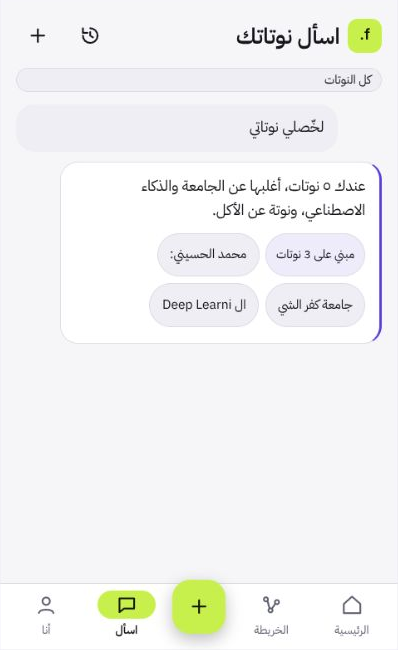 f.
اسأل نوتاتك
كل النوتات
لخّصلي نوتاتي
عندك ٥ نوتات، أغلبها عن الجامعة والذكاء
الاصطناعي، ونوتة عن الأكل.
مبني على 3 نوتات
محمد الحسيني:
جامعة كفر الشي
ال Deep Learni
الرئيسية
الخريطة
+
اسأل
أنا